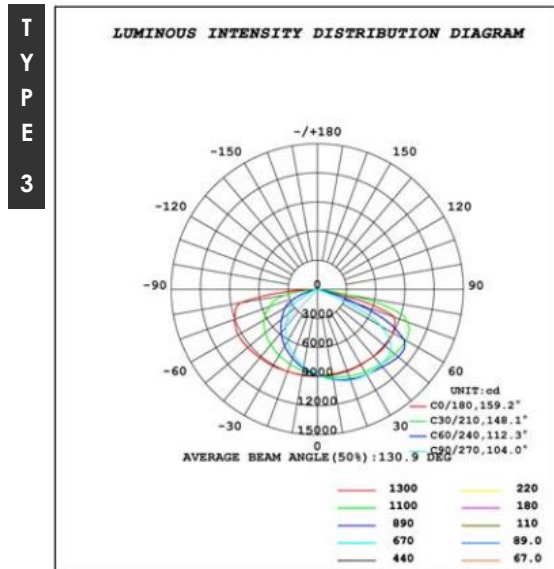 TYPE 3
LUMINOUS INTENSITY DISTRIBUTION DIAGRAM
-/+180
-150 150
-120 120
-90 0 90
3000
6000
-60 9000 60
12000
UNIT:cd
C0/180,159.2°
-30 30 C30/210,148.1°
15000 C60/240,112.3°
0 C90/270,104.0°
AVERAGE BEAM ANGLE(50%):130.9 DEG
1300 220
1100 180
890 110
670 89.0
440 67.0